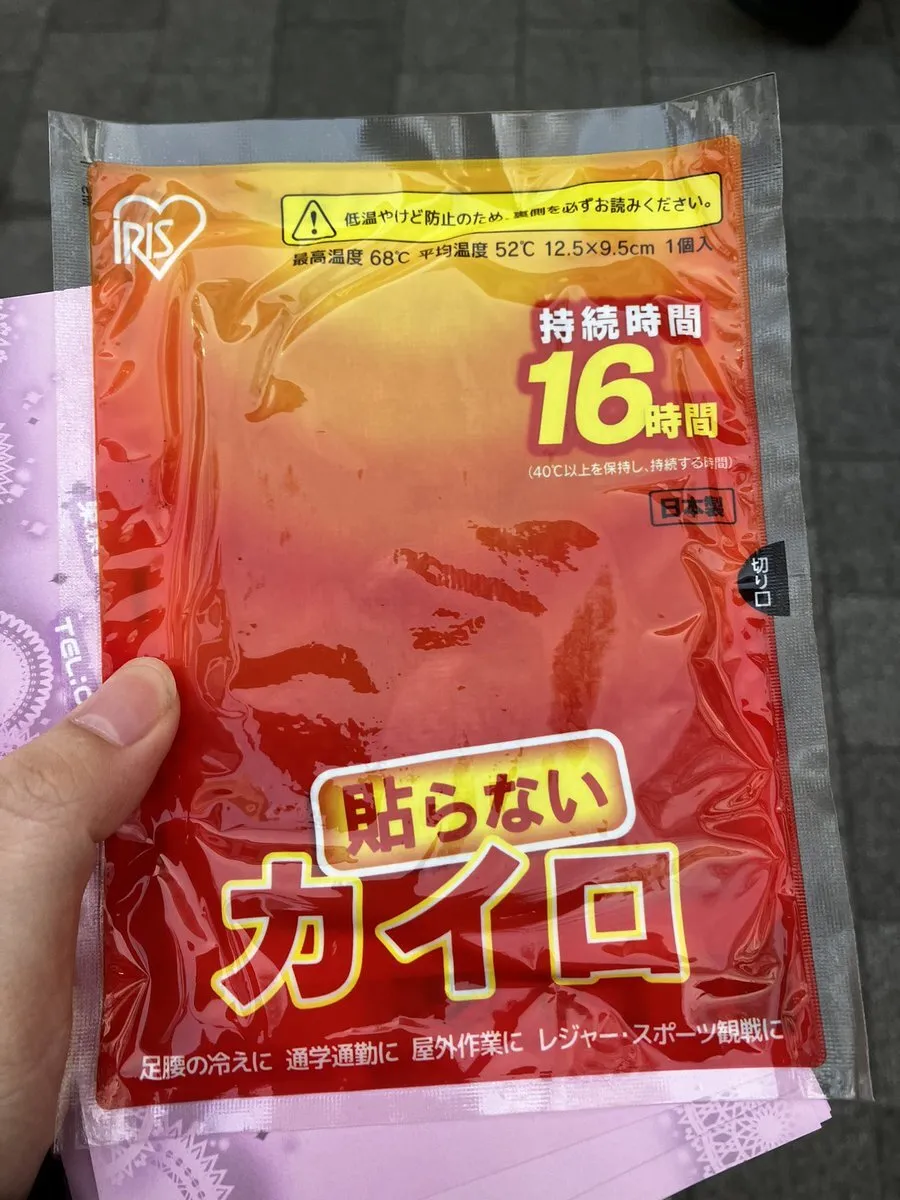 IRIS
低温やけど防止のため、裏側を必ずお読みください。
最高温度 68℃ 平均温度 52℃ 12.5×9.5cm 1個入
持続時間
16時間
(40℃以上を保持し、持続する時間)
日本製
切り口
TEL:
貼らない
カイロ
足腰の冷えに 通学通勤に 屋外作業に レジャー・スポーツ観戦に